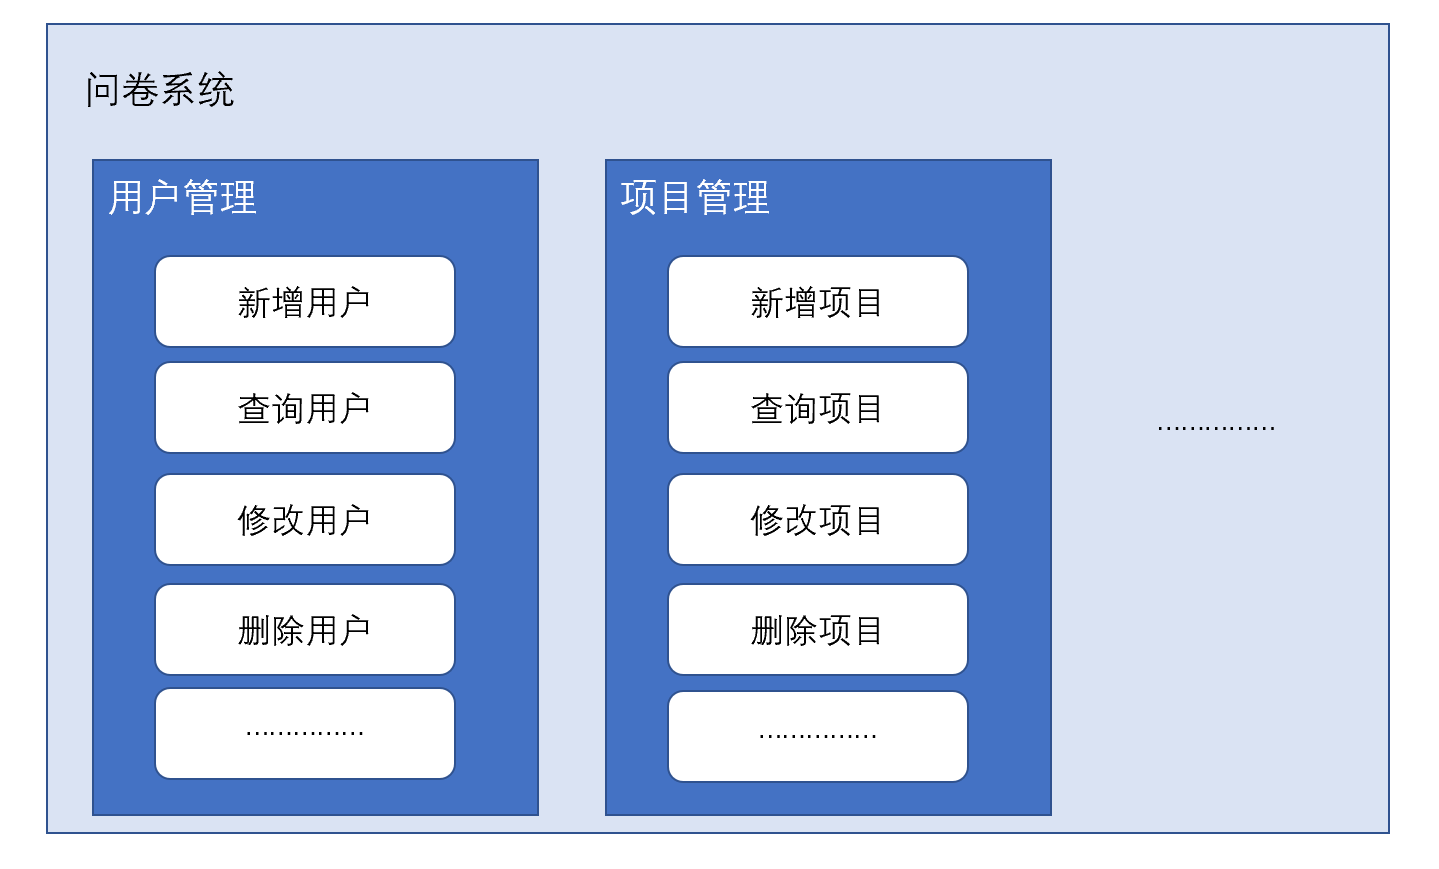 问卷系统
用户管理
新增用户
查询用户
修改用户
删除用户
……………
项目管理
新增项目
查询项目
修改项目
删除项目
……………
……………